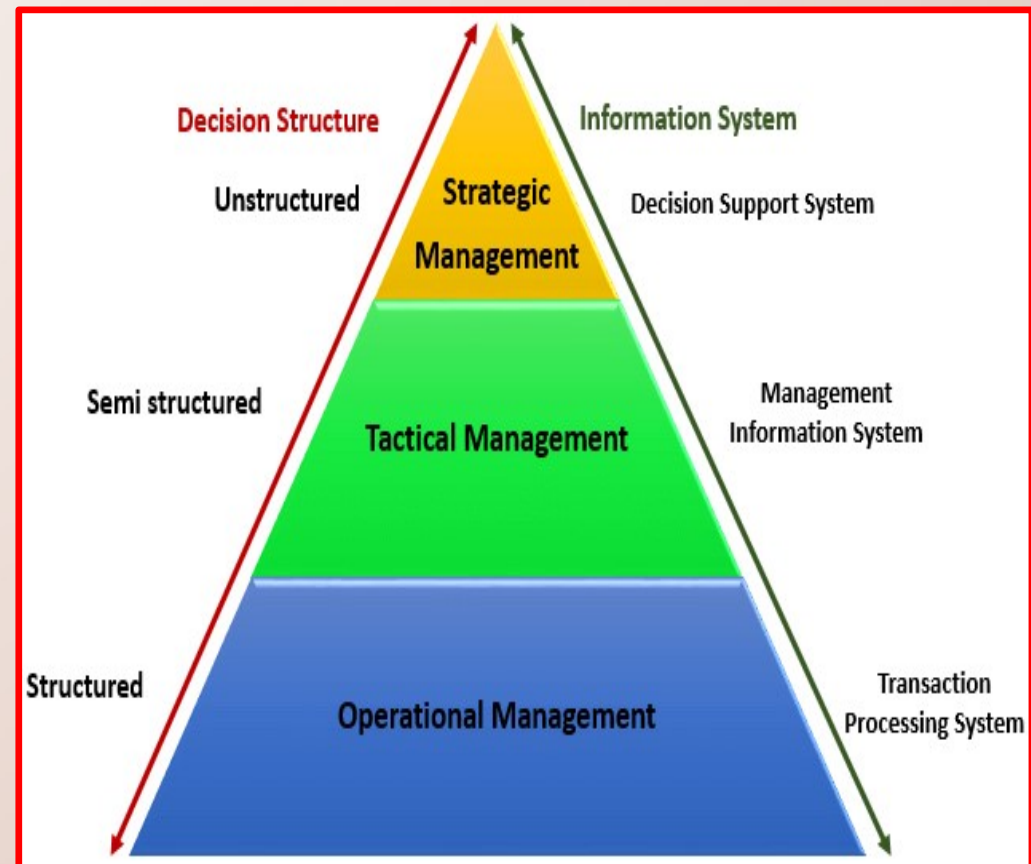 Decision Structure
Information System
Unstructured
Strategic
Management
Decision Support System
Semi structured
Tactical Management
Management
Information System
Structured
Operational Management
Transaction
Processing System